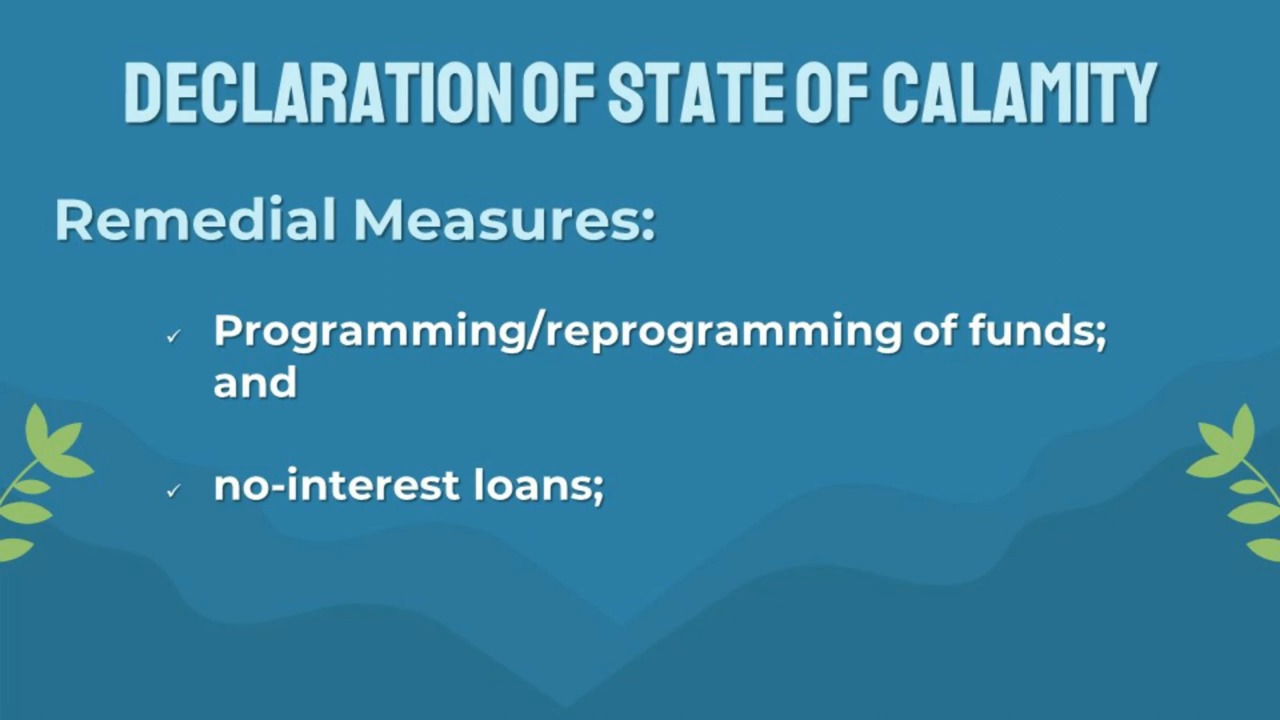 DECLARATION OF STATE OF CALAMITY
Remedial Measures:
✓ Programming/reprogramming of funds;
and
✓ no-interest loans;